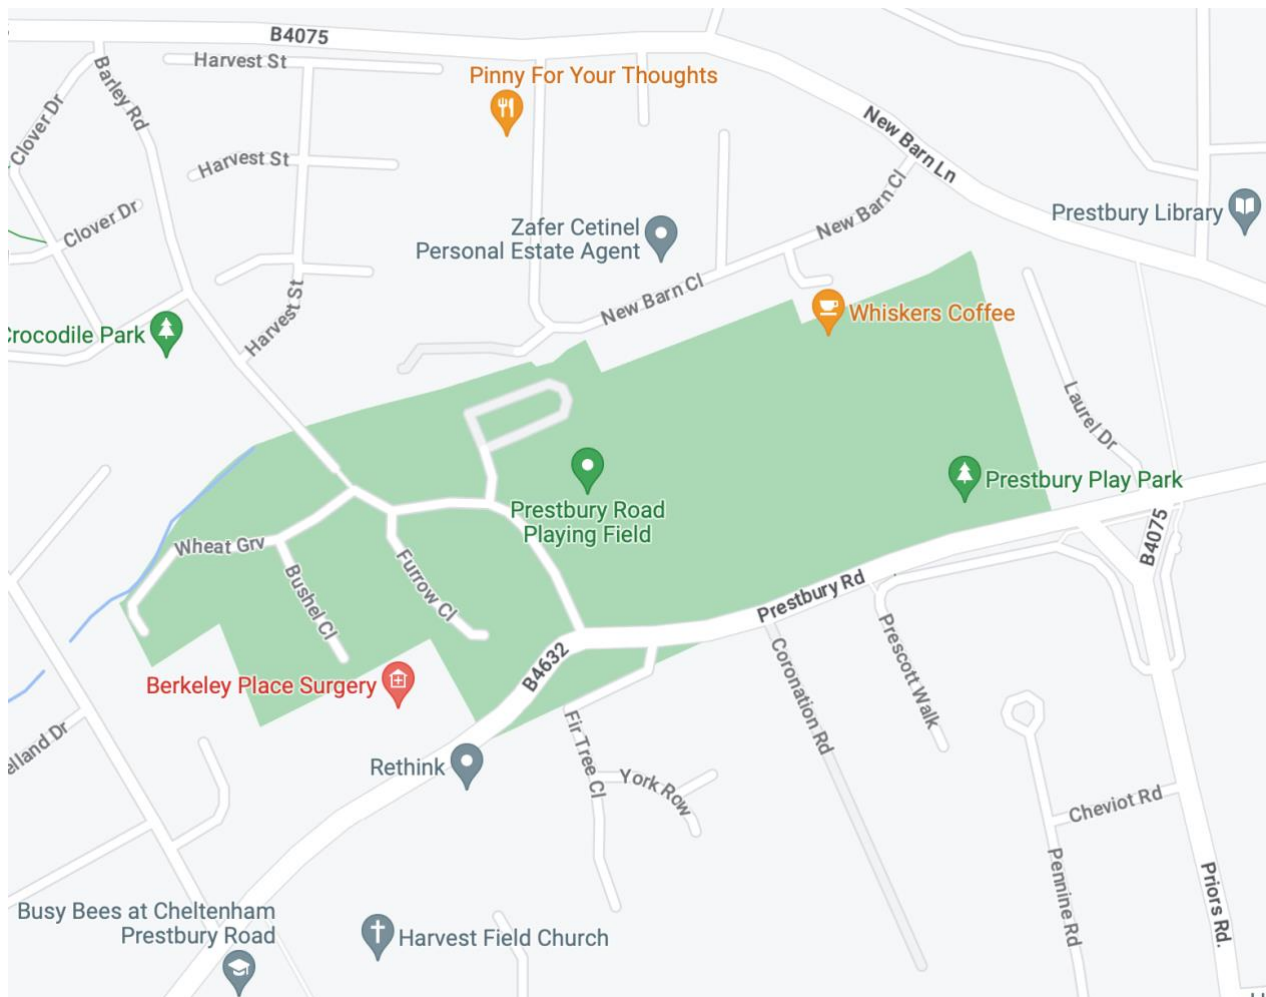 B4075
Harvest St
Barley Rd
Pinny For Your Thoughts
Clover Dr
New Barn Ln
Harvest St
New Barn Cl
Clover Dr
Prestbury Library
Zafer Cetinel
Personal Estate Agent
New Barn Cl
Harvest St
Whiskers Coffee
Crocodile Park
Laurel Dr
Prestbury Play Park
Prestbury Road
Playing Field
B4075
Wheat Grv
Furrow Cl
Bushel Cl
Prestbury Rd
B4632
Prescott Walk
Coronation Rd
Berkeley Place Surgery
Fir Tree Cl
elland Dr
Rethink
York Row
Cheviot Rd
Pennine Rd
Priors Rd.
Busy Bees at Cheltenham
Prestbury Road
Harvest Field Church